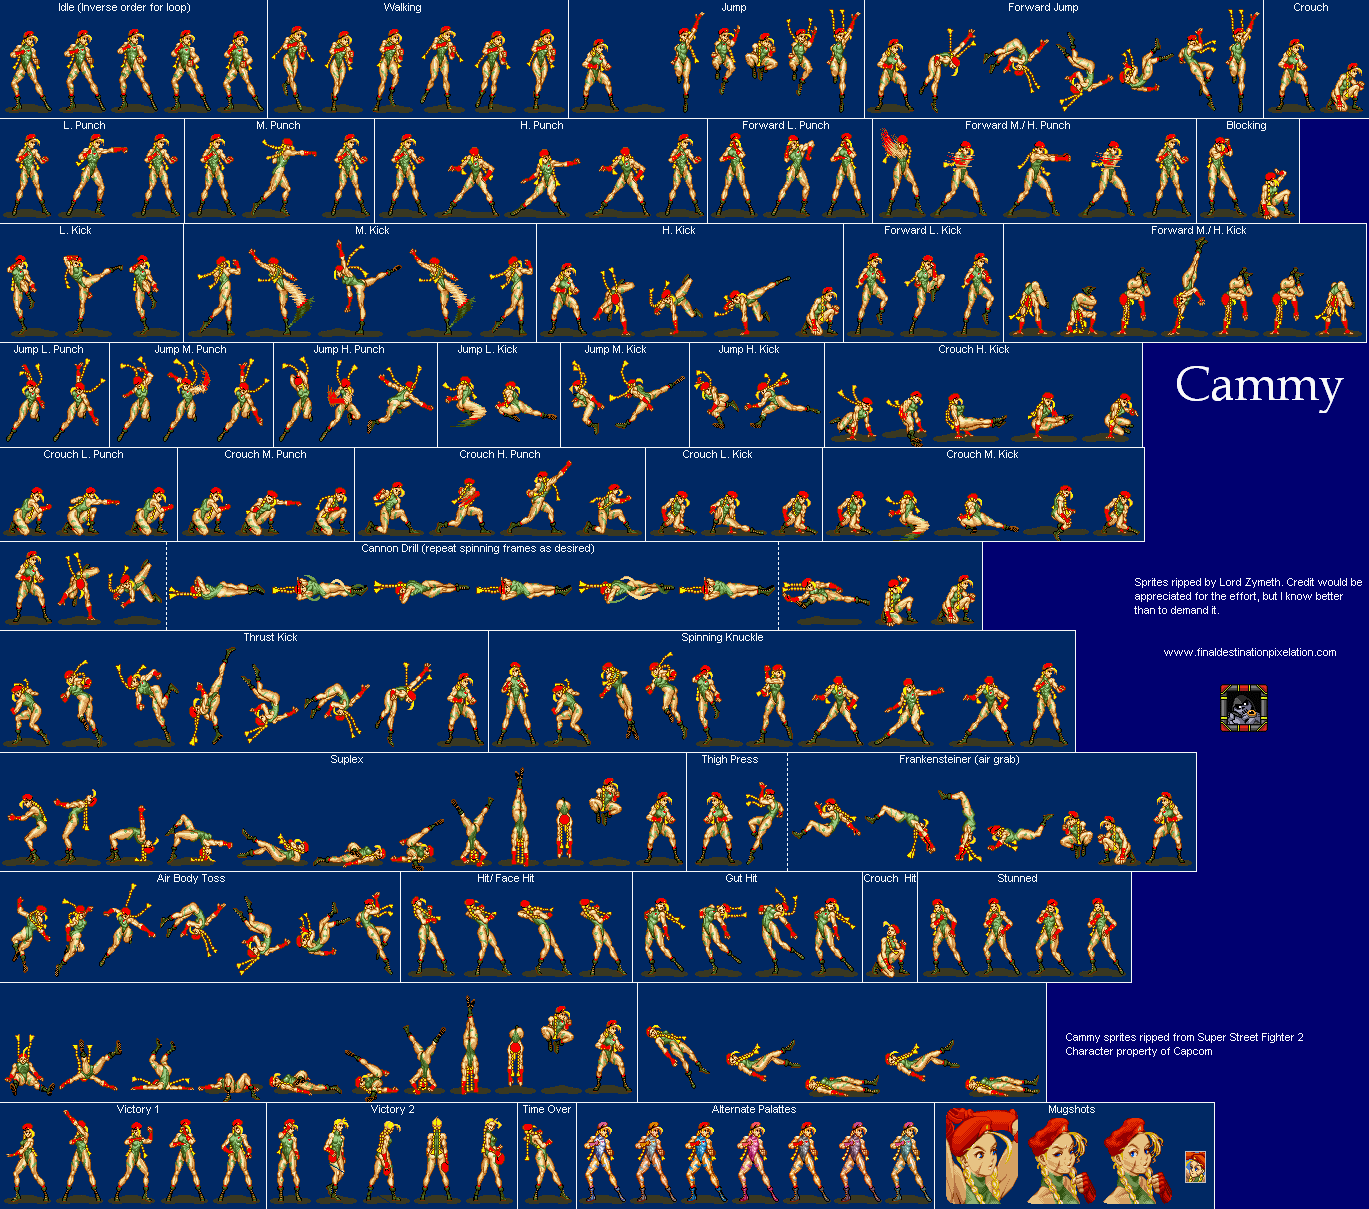 Idle (Inverse order for loop)
Walking
Jump
Forward Jump
Crouch
L. Punch
M. Punch
H. Punch
Forward L. Punch
Forward M./ H. Punch
Blocking
L. Kick
M. Kick
H. Kick
Forward L. Kick
Forward M./ H. Kick
Jump L. Punch
Jump M. Punch
Jump H. Punch
Jump L. Kick
Jump M. Kick
Jump H. Kick
Crouch H. Kick
Cammy
Crouch L. Punch
Crouch M. Punch
Crouch H. Punch
Crouch L. Kick
Crouch M. Kick
Cannon Drill (repeat spinning frames as desired)
Sprites ripped by Lord Zymeth. Credit would be
appreciated for the effort, but I know better
than to demand it.
Thrust Kick
Spinning Knuckle
www.finaldestinationpixelation.com
Suplex
Thigh Press
Frankensteiner (air grab)
Air Body Toss
Hit/ Face Hit
Gut Hit
Crouch Hit
Stunned
Cammy sprites ripped from Super Street Fighter 2
Character property of Capcom
Victory 1
Victory 2
Time Over
Alternate Palattes
Mugshots